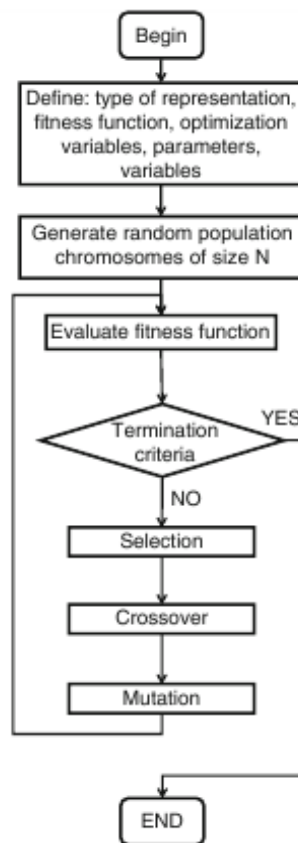 Begin
Define: type of representation,
fitness function, optimization
variables, parameters,
variables
Generate random population
chromosomes of size N
Evaluate fitness function
Termination
criteria
YES
NO
Selection
Crossover
Mutation
END